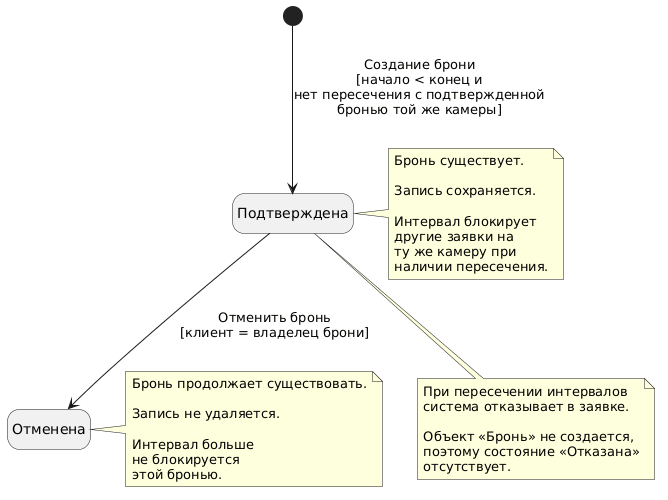 Создание брони
[начало < конец и
нет пересечения с подтвержденной
бронью той же камеры]
Бронь существует.
Запись сохраняется.
Интервал блокирует
другие заявки на
ту же камеру при
наличии пересечения.
Подтверждена
Отменить бронь
[клиент = владелец брони]
Бронь продолжает существовать.
Запись не удаляется.
Интервал больше
не блокируется
этой бронью.
Отменена
При пересечении интервалов
система отказывает в заявке.
Объект «Бронь» не создается,
поэтому состояние «Отказана»
отсутствует.